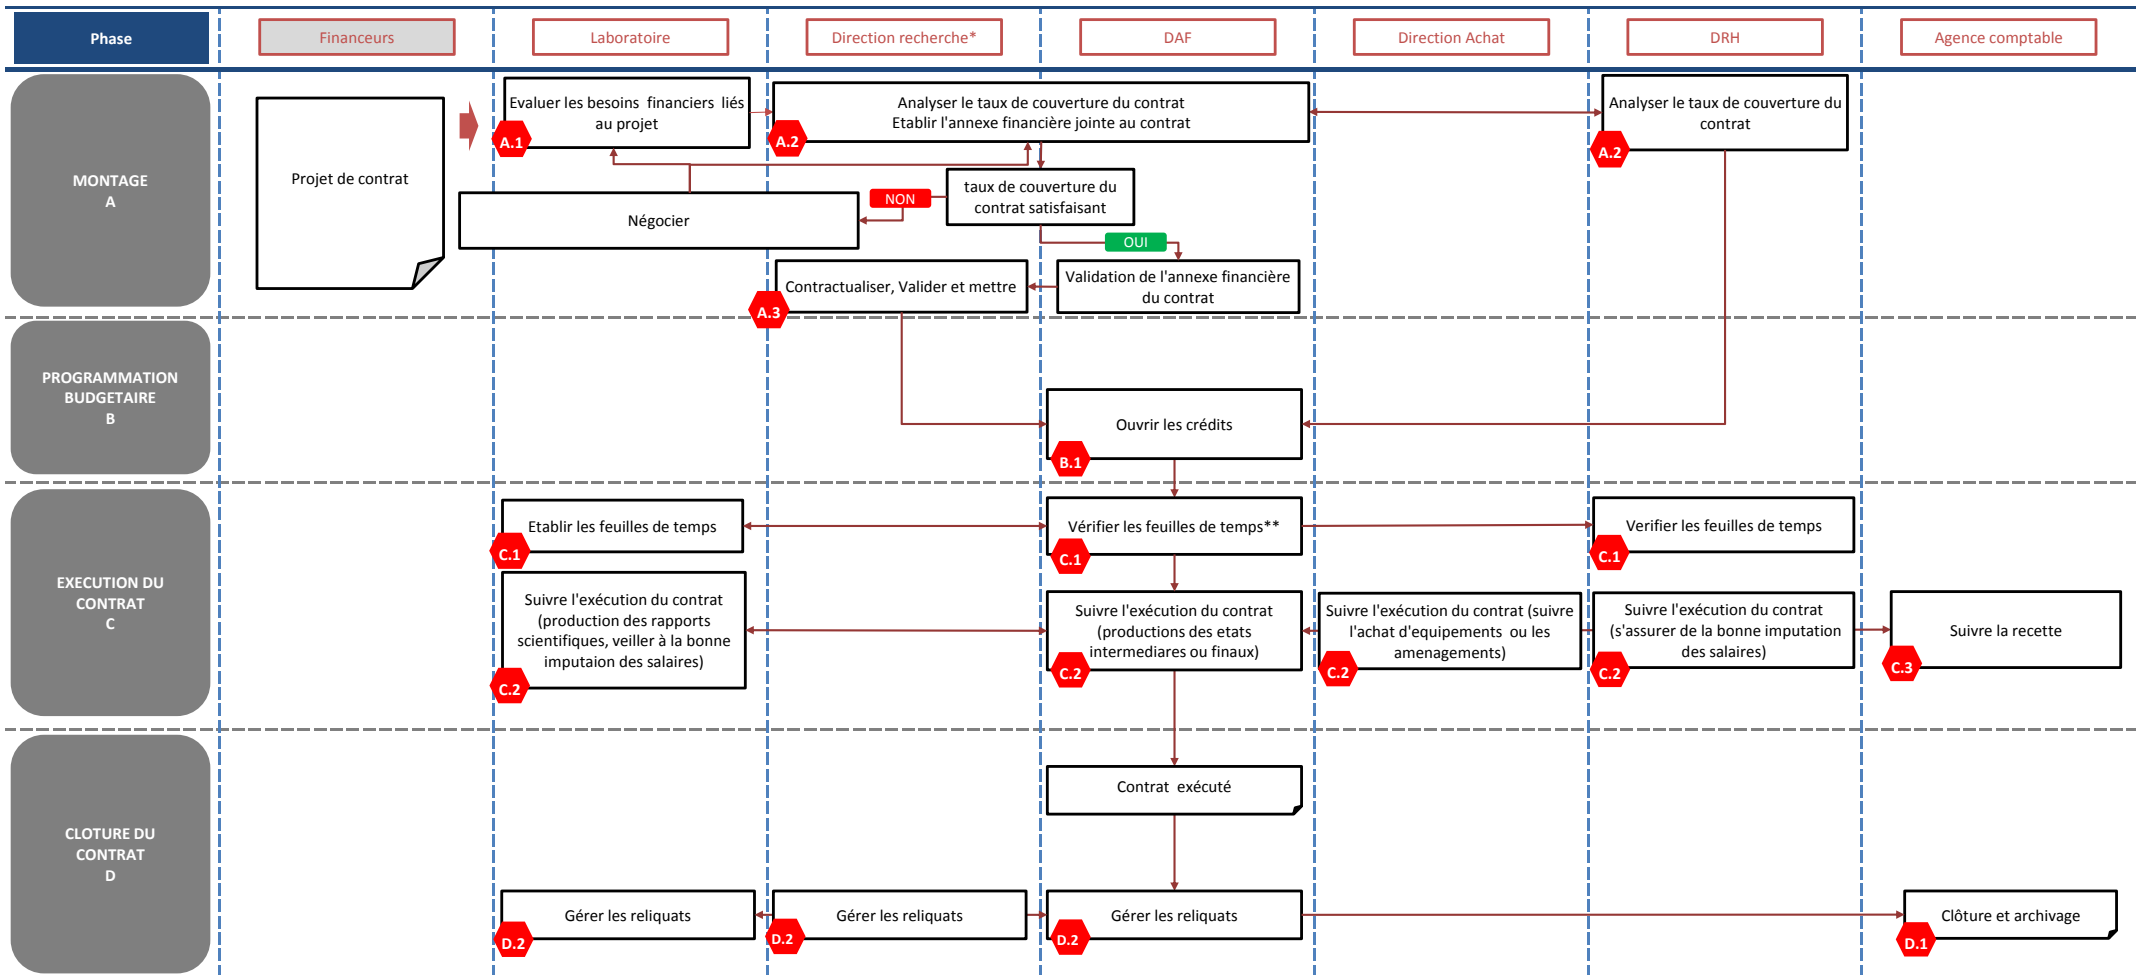 Phase
Financeurs
Laboratoire
Direction recherche*
DAF
Direction Achat
DRH
Agence comptable
MONTAGE
A
Projet de contrat
Evaluer les besoins financiers liés
au projet
A.1
Analyser le taux de couverture du contrat
Etablir l'annexe financière jointe au contrat
A.2
Analyser le taux de couverture du
contrat
A.2
taux de couverture du
contrat satisfaisant
NON
Négocier
OUI
Validation de l'annexe financière
du contrat
Contractualiser, Valider et mettre
A.3
PROGRAMMATION
BUDGETAIRE
B
Ouvrir les crédits
B.1
EXECUTION DU
CONTRAT
C
Etablir les feuilles de temps
C.1
Vérifier les feuilles de temps**
C.1
Verifier les feuilles de temps
C.1
Suivre l'exécution du contrat
(production des rapports
scientifiques, veiller à la bonne
imputaion des salaires)
C.2
Suivre l'exécution du contrat
(productions des etats
intermediares ou finaux)
C.2
Suivre l'exécution du contrat (suivre
l'achat d'equipements ou les
amenagements)
C.2
Suivre l'exécution du contrat
(s'assurer de la bonne imputation
des salaires)
C.2
Suivre la recette
C.3
CLOTURE DU
CONTRAT
D
Contrat exécuté
Gérer les reliquats
D.2
Gérer les reliquats
D.2
Gérer les reliquats
D.2
Clôture et archivage
D.1